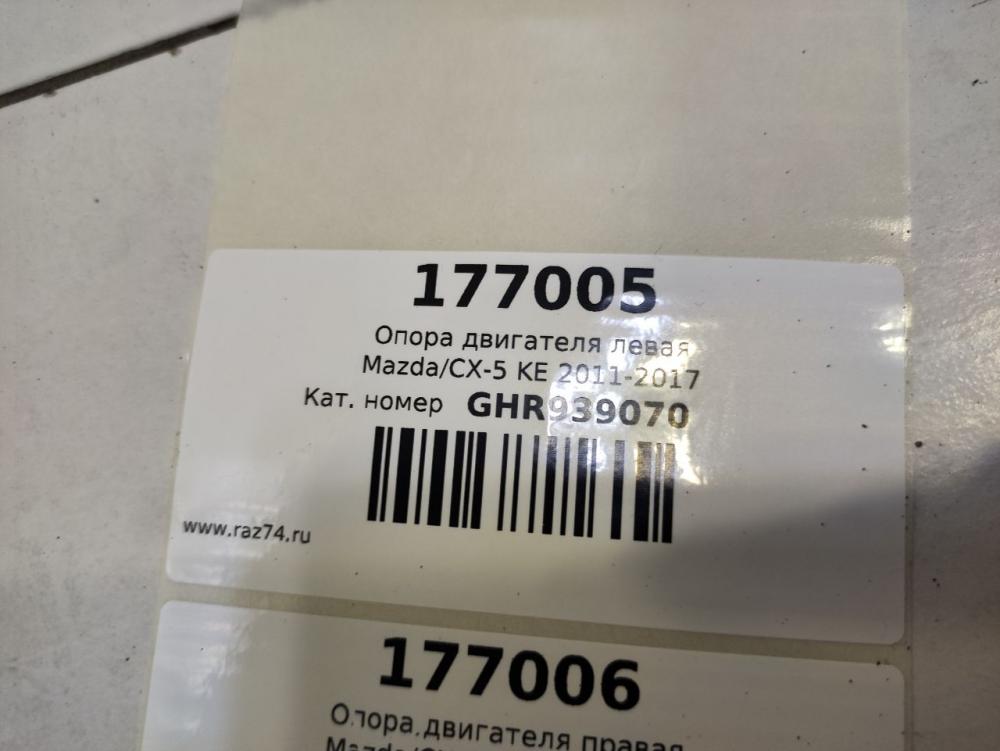 177005
Опора двигателя левая
Mazda/CX-5 KE 2011-2017
Кат. номер GHR939070
www.raz74.ru
177006
Опора двигателя правая